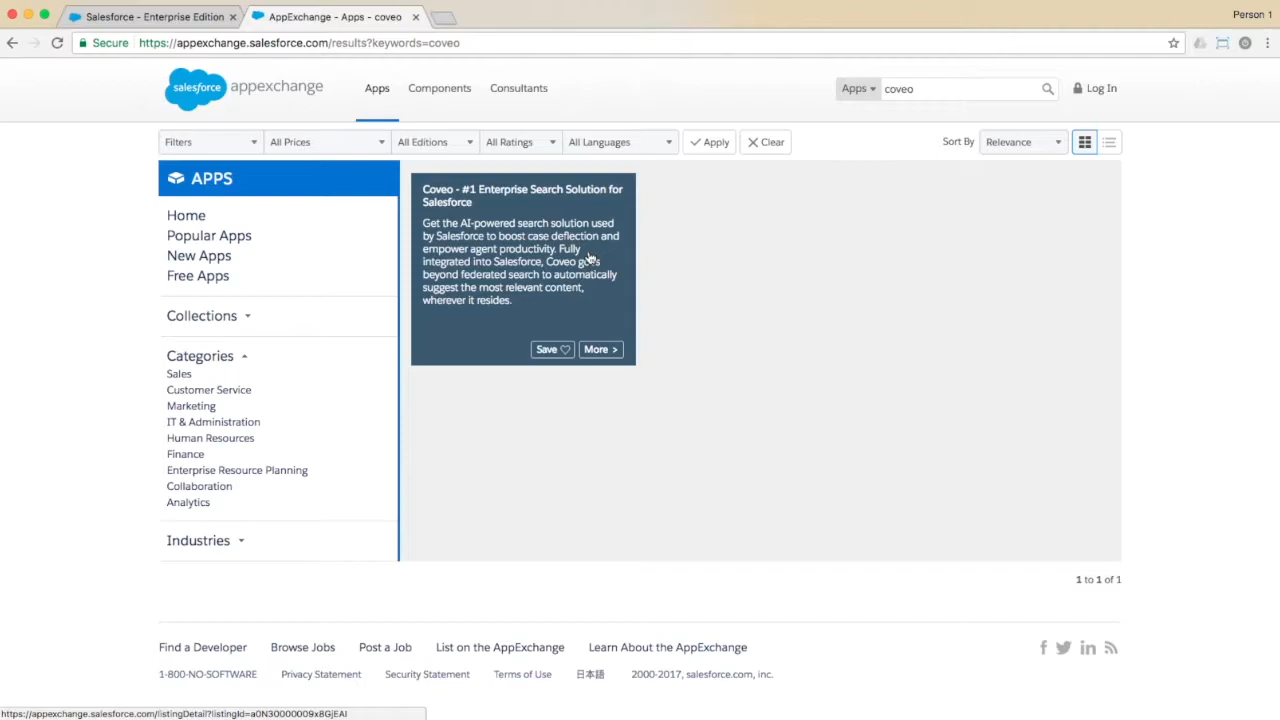 Salesforce - Enterprise Edition
AppExchange - Apps - coveo
Person 1
Secure
https://appexchange.salesforce.com/results?keywords=coveo
salesforce
appexchange
Apps
Components
Consultants
Apps
coveo
Log In
Filters
All Prices
All Editions
All Ratings
All Languages
Apply
Clear
Sort By
Relevance
APPS
Home
Popular Apps
New Apps
Free Apps
Collections
Categories
Sales
Customer Service
Marketing
IT & Administration
Human Resources
Finance
Enterprise Resource Planning
Collaboration
Analytics
Industries
Coveo - #1 Enterprise Search Solution for
Salesforce
Get the AI-powered search solution used
by Salesforce to boost case deflection and
empower agent productivity. Fully
integrated into Salesforce, Coveo goes
beyond federated search to automatically
suggest the most relevant content,
wherever it resides.
Save
More >
1 to 1 of 1
Find a Developer
Browse Jobs
Post a Job
List on the AppExchange
Learn About the AppExchange
1-800-NO-SOFTWARE
Privacy Statement
Security Statement
Terms of Use
日本語
2000-2017, salesforce.com, inc.
https://appexchange.salesforce.com/listingDetail?listingId=a0N30000009x8GjEAI